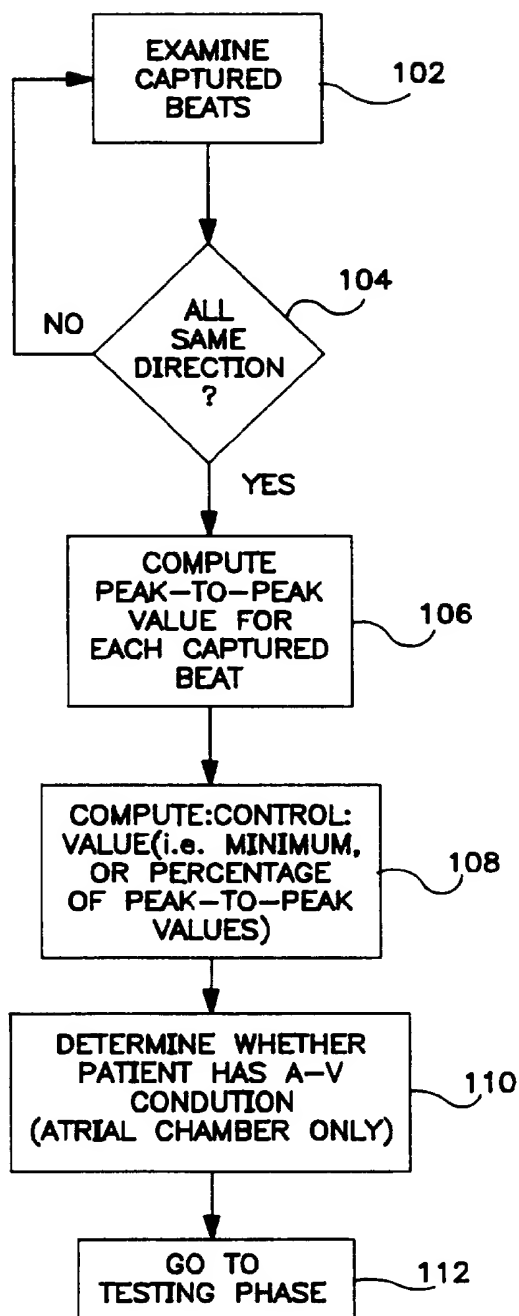 EXAMINE
CAPTURED
BEATS
102
104
ALL
SAME
DIRECTION
?
NO
YES
COMPUTE
PEAK-TO-PEAK
VALUE FOR
EACH CAPTURED
BEAT
106
COMPUTE:CONTROL:
VALUE(i.e. MINIMUM,
OR PERCENTAGE
OF PEAK-TO-PEAK
VALUES)
108
DETERMINE WHETHER
PATIENT HAS A-V
CONDUTION
(ATRIAL CHAMBER ONLY)
110
GO TO
TESTING PHASE
112